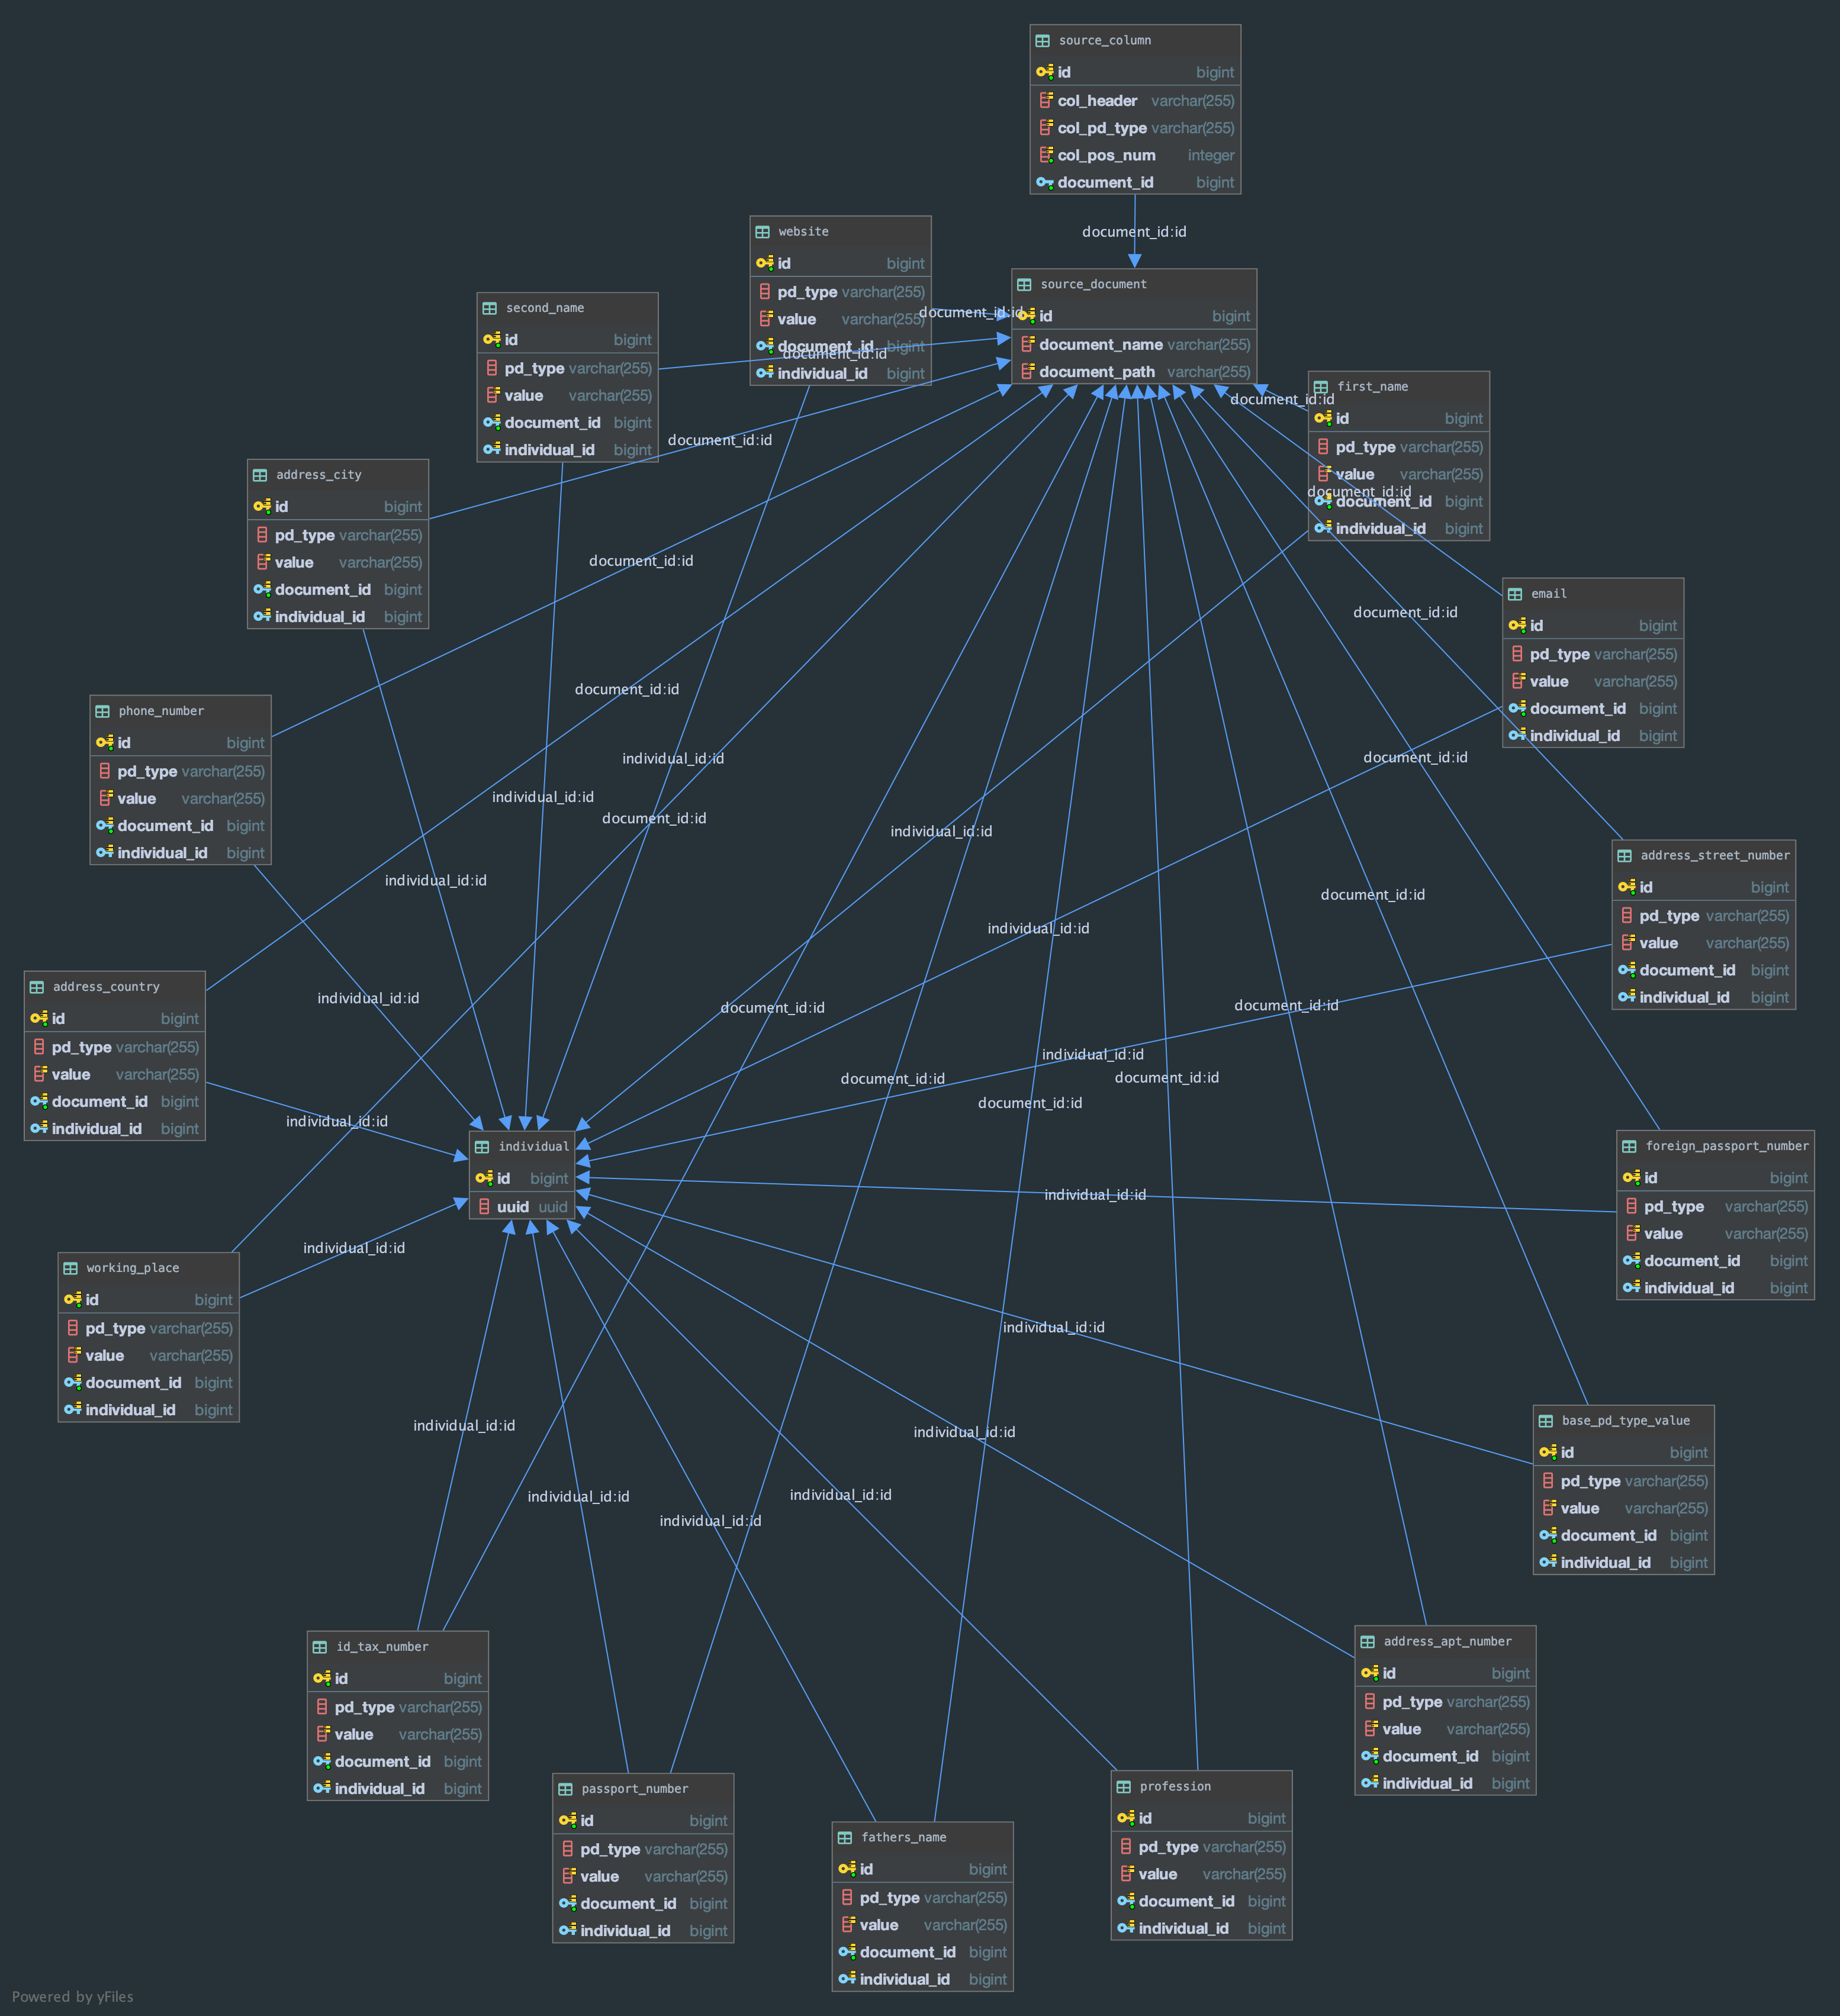 source_column
id bigint
col_header varchar(255)
col_pd_type varchar(255)
col_pos_num integer
document_id bigint
document_id:id
website
id bigint
pd_type varchar(255)
value varchar(255)
document_id bigint
individual_id bigint
document_id:id
document_id:id
source_document
id bigint
document_name varchar(255)
document_path varchar(255)
second_name
id bigint
pd_type varchar(255)
value varchar(255)
document_id bigint
individual_id bigint
document_id:id
first_name
id bigint
pd_type varchar(255)
value varchar(255)
document_id bigint
individual_id bigint
document_id:id
document_id:id
address_city
id bigint
pd_type varchar(255)
value varchar(255)
document_id bigint
individual_id bigint
document_id:id
email
id bigint
pd_type varchar(255)
value varchar(255)
document_id bigint
individual_id bigint
document_id:id
document_id:id
phone_number
id bigint
pd_type varchar(255)
value varchar(255)
document_id bigint
individual_id bigint
individual_id:id
document_id:id
individual_id:id
document_id:id
individual_id:id
individual_id:id
address_street_number
id bigint
pd_type varchar(255)
value varchar(255)
document_id bigint
individual_id bigint
document_id:id
individual_id:id
address_country
id bigint
pd_type varchar(255)
value varchar(255)
document_id bigint
individual_id bigint
individual_id:id
document_id:id
document_id:id
individual_id:id
document_id:id
document_id:id
document_id:id
individual_id:id
individual
id bigint
uuid uuid
individual_id:id
foreign_passport_number
id bigint
pd_type varchar(255)
value varchar(255)
document_id bigint
individual_id bigint
working_place
id bigint
pd_type varchar(255)
value varchar(255)
document_id bigint
individual_id bigint
individual_id:id
individual_id:id
individual_id:id
individual_id:id
base_pd_type_value
id bigint
pd_type varchar(255)
value varchar(255)
document_id bigint
individual_id bigint
individual_id:id
individual_id:id
individual_id:id
id_tax_number
id bigint
pd_type varchar(255)
value varchar(255)
document_id bigint
individual_id bigint
address_apt_number
id bigint
pd_type varchar(255)
value varchar(255)
document_id bigint
individual_id bigint
passport_number
id bigint
pd_type varchar(255)
value varchar(255)
document_id bigint
individual_id bigint
profession
id bigint
pd_type varchar(255)
value varchar(255)
document_id bigint
individual_id bigint
fathers_name
id bigint
pd_type varchar(255)
value varchar(255)
document_id bigint
individual_id bigint
Powered by yFiles